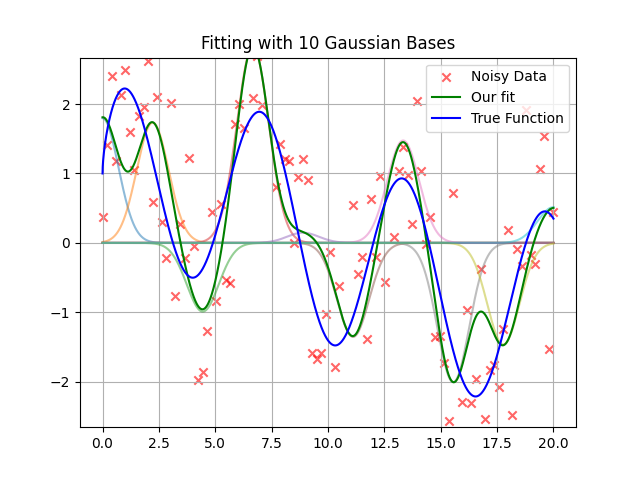 Fitting with 10 Gaussian Bases
Noisy Data
Our fit
True Function
2
1
0
−1
−2
0.0 2.5 5.0 7.5 10.0 12.5 15.0 17.5 20.0